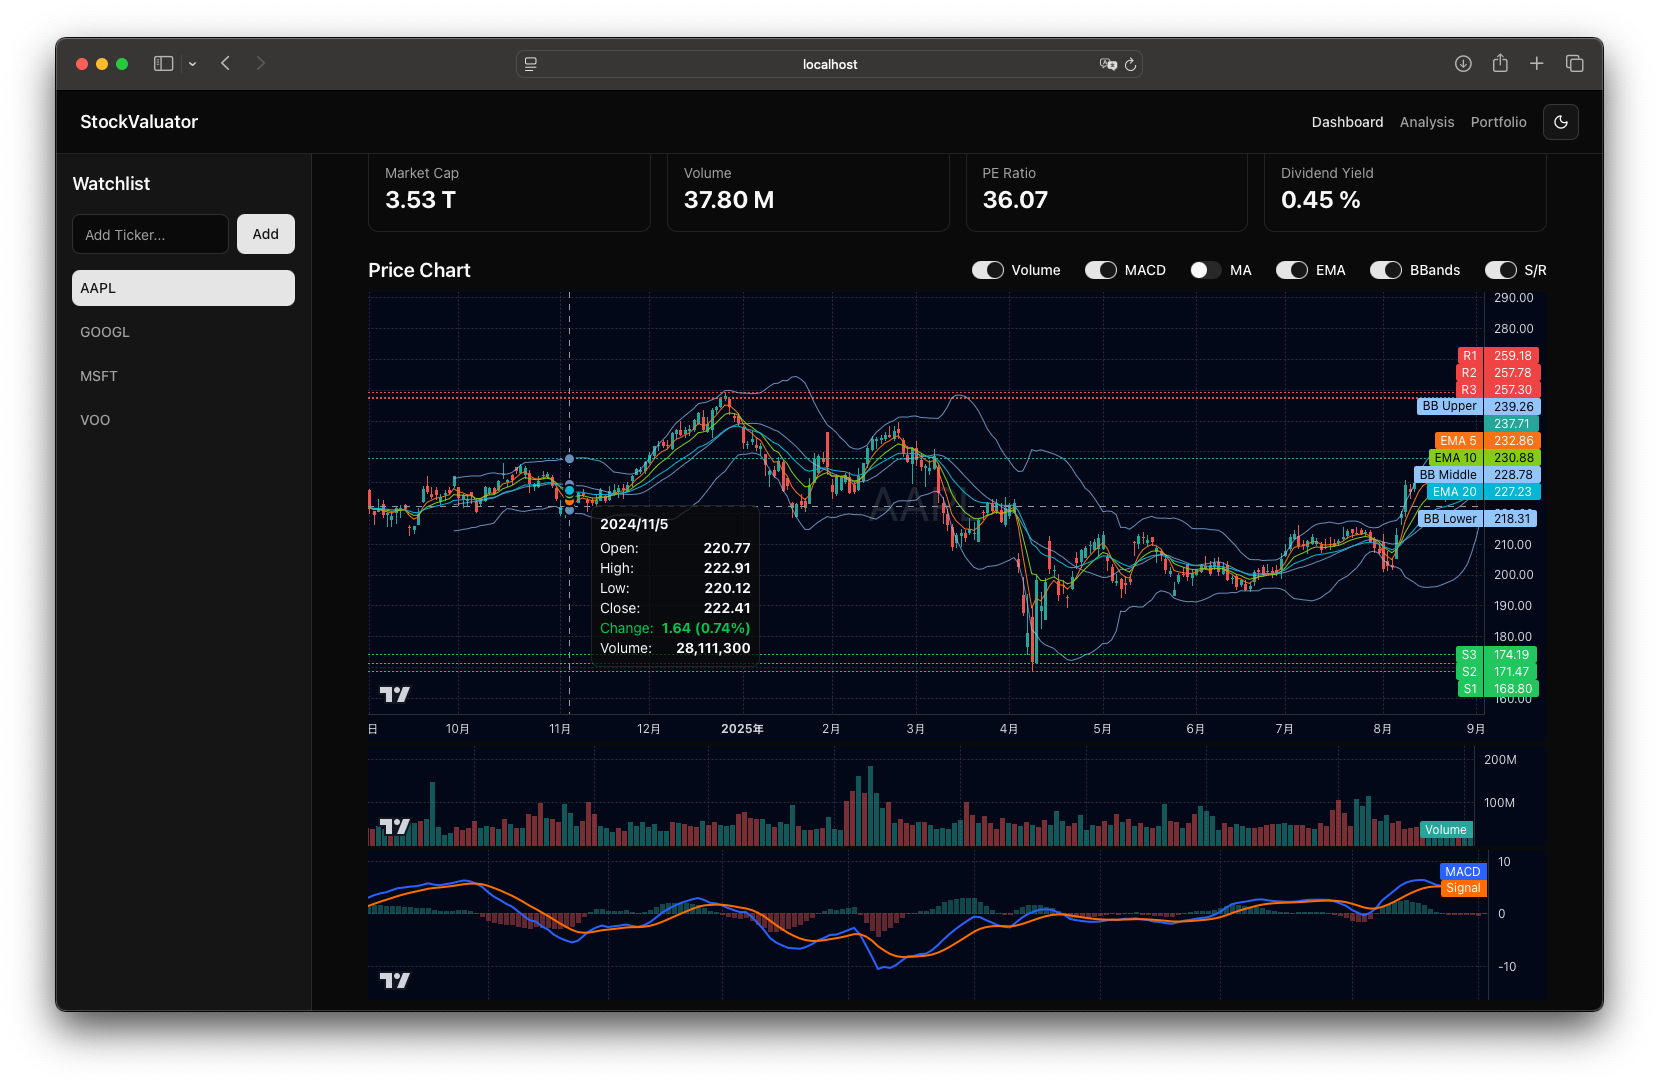 localhost
StockValuator
Dashboard Analysis Portfolio
Watchlist
Add Ticker... Add
AAPL
GOOGL
MSFT
VOO
Market Cap
3.53 T
Volume
37.80 M
PE Ratio
36.07
Dividend Yield
0.45 %
Price Chart
Volume MACD MA EMA BBands S/R
290.00
280.00
R1 259.18
R2 257.78
R3 257.30
BB Upper 239.26
237.71
EMA 5 232.86
EMA 10 230.88
BB Middle 228.78
EMA 20 227.23
BB Lower 218.31
210.00
200.00
190.00
180.00
S3 174.19
S2 171.47
S1 168.80
160.00
AAPL
2024/11/5
Open: 220.77
High: 222.91
Low: 220.12
Close: 222.41
Change: 1.64 (0.74%)
Volume: 28,111,300
日 10月 11月 12月 2025年 2月 3月 4月 5月 6月 7月 8月 9月
200M
100M
Volume
10
MACD
Signal
0
-10